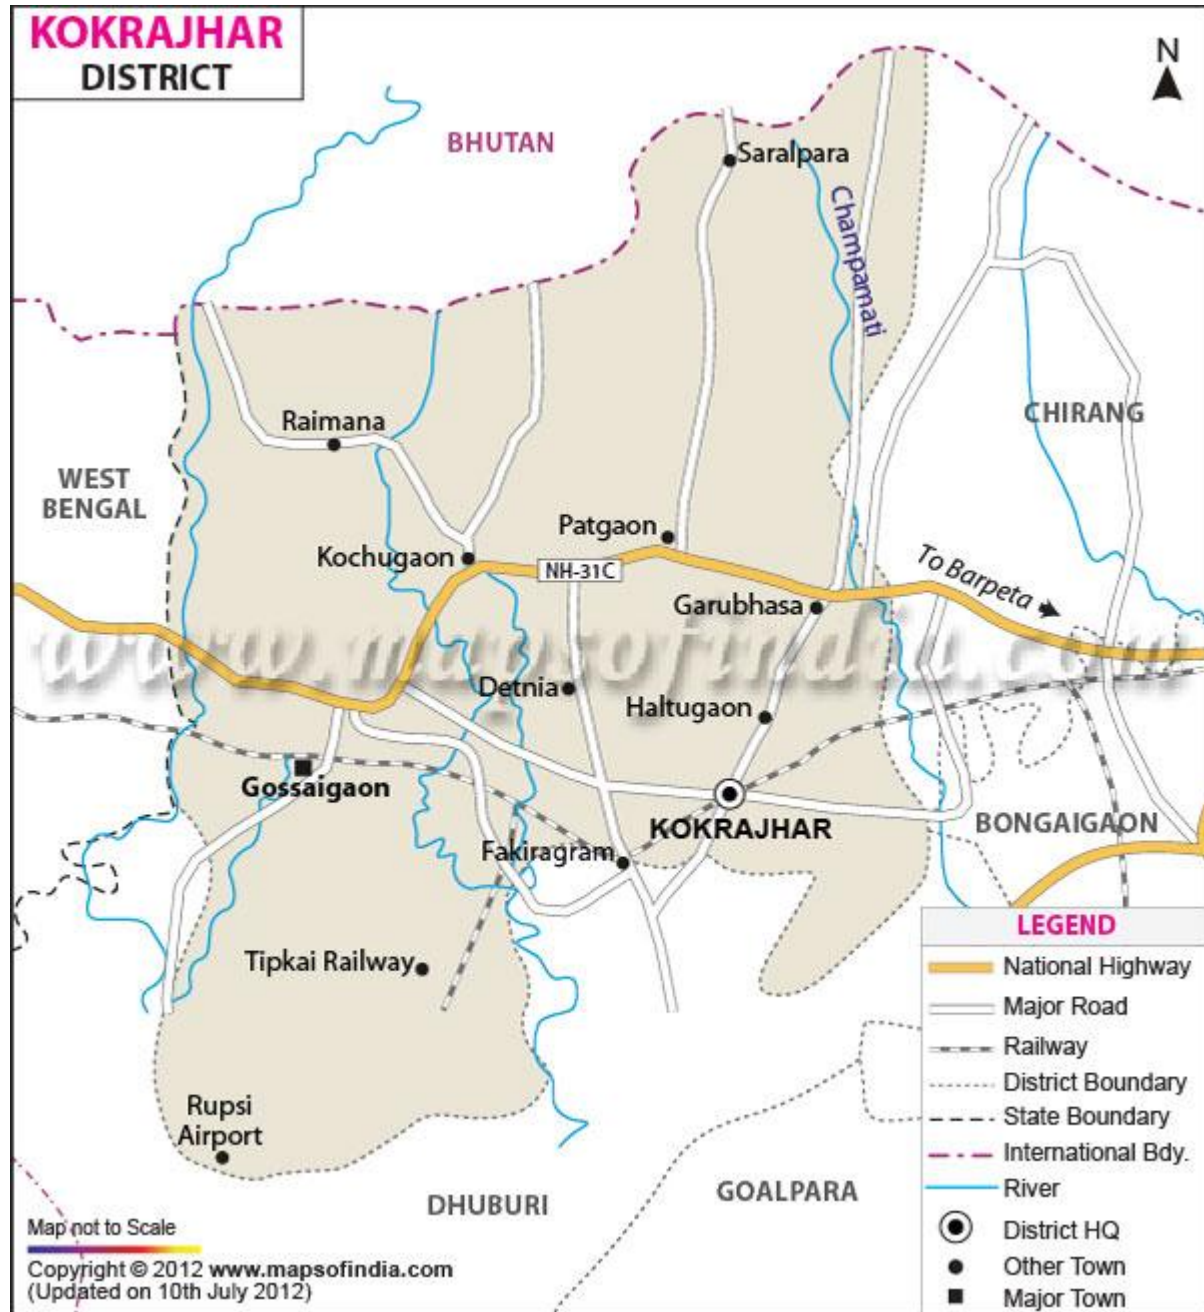 KOKRAJHAR
DISTRICT
N
BHUTAN
Saralpara
Champamati
Raimana
CHIRANG
WEST
BENGAL
Patgaon
Kochugaon
NH-31C
To Barpeta
Garubhasa
www.mapsofindia.com
Detnia
Haltugaon
Gossaigaon
KOKRAJHAR
BONGAIGAON
Fakiragram
Tipkai Railway
Rupsi
Airport
DHUBURI
GOALPARA
LEGEND
National Highway
Major Road
Railway
District Boundary
State Boundary
International Bdy.
River
District HQ
Other Town
Major Town
Map not to Scale
Copyright © 2012 www.mapsofindia.com
(Updated on 10th July 2012)